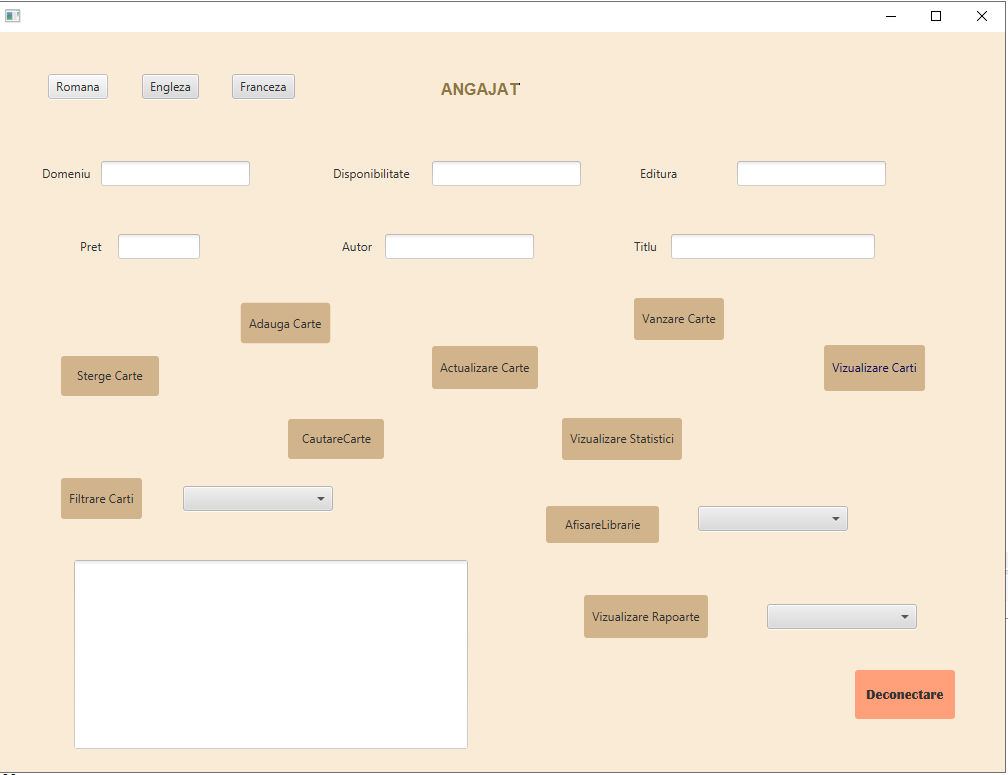 Romana
Engleza
Franceza
ANGAJAT
Domeniu
Disponibilitate
Editura
Pret
Autor
Titlu
Adauga Carte
Vanzare Carte
Sterge Carte
Actualizare Carte
Vizualizare Carti
CautareCarte
Vizualizare Statistici
Filtrare Carti
AfisareLibrarie
Vizualizare Rapoarte
Deconectare